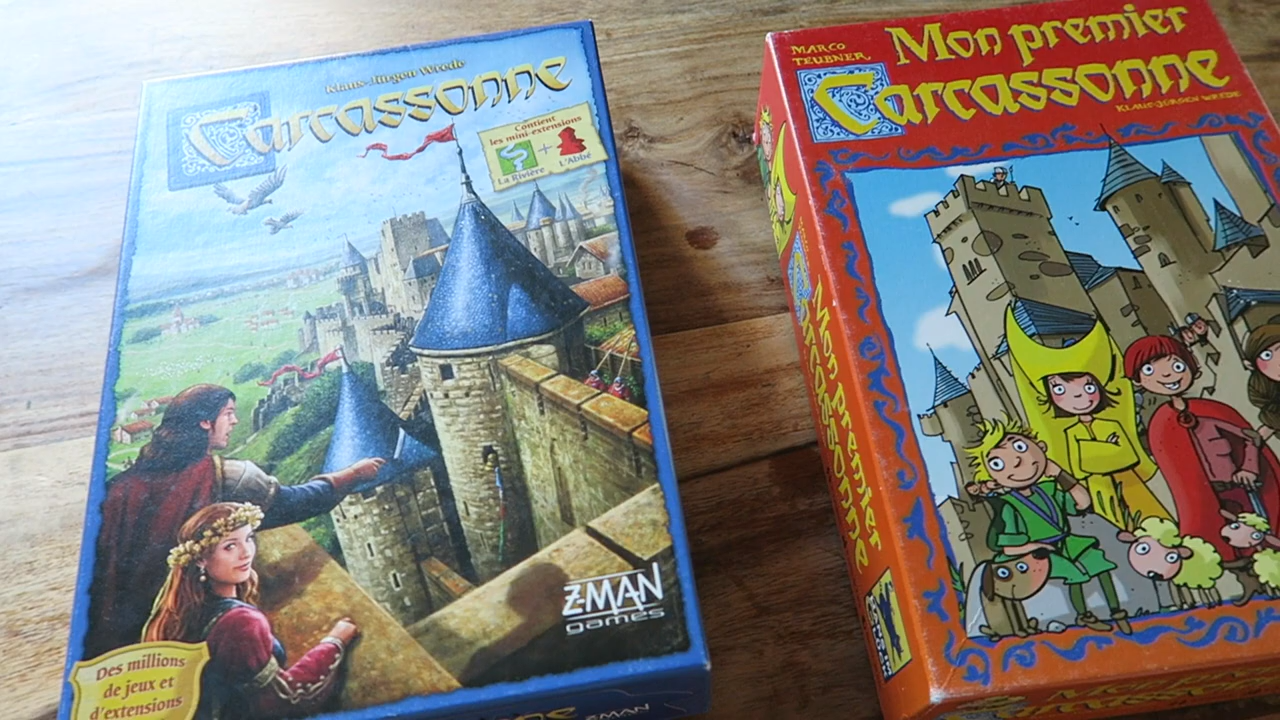 Klaus-Jürgen Wrede
Carcassonne
Contient
les mini-extensions
+
La Rivière
L'Abbé
Z-MAN
games
Des millions
de jeux et
d'extensions
Z-MAN
MARCO
TEUBNER
Mon premier
Carcassonne
KLAUS-JÜRGEN WREDE
Mon premier
Carcassonne